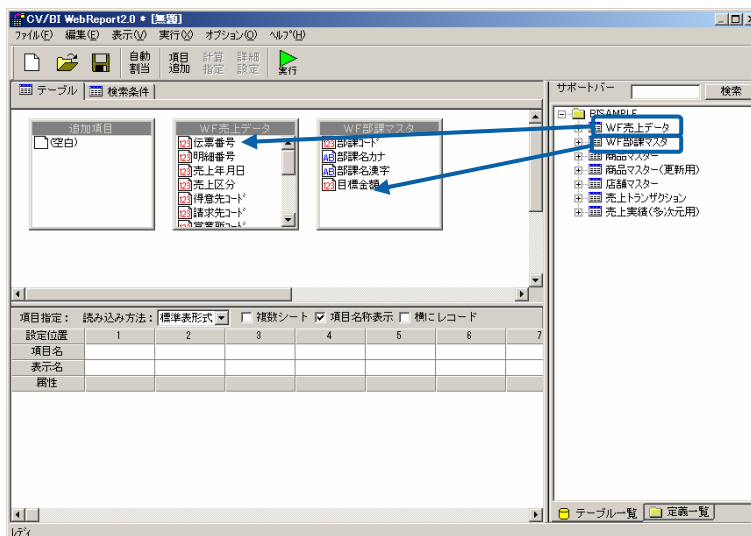 CV/BI WebReport2.0 * [無題]
ファイル(F) 編集(E) 表示(V) 実行(X) オプション(O) ヘルプ(H)
自動割当 項目追加 計算指定 詳細設定 実行
テーブル 検索条件
追加項目
(空白)
WF売上データ
伝票番号
明細番号
売上年月日
売上区分
得意先コード
請求先コード
営業所コード
WF部課マスタ
部課コード
部課名カナ
部課名漢字
目標金額
項目指定： 読み込み方法： 標準表形式 複数シート 項目名称表示 横にレコード
設定位置 1 2 3 4 5 6 7
項目名
表示名
属性
サポートバー 検索
BISAMPLE
WF売上データ
WF部課マスタ
商品マスター
商品マスター(更新用)
店舗マスター
売上トランザクション
売上実績(多次元用)
テーブル一覧 定義一覧
レディ